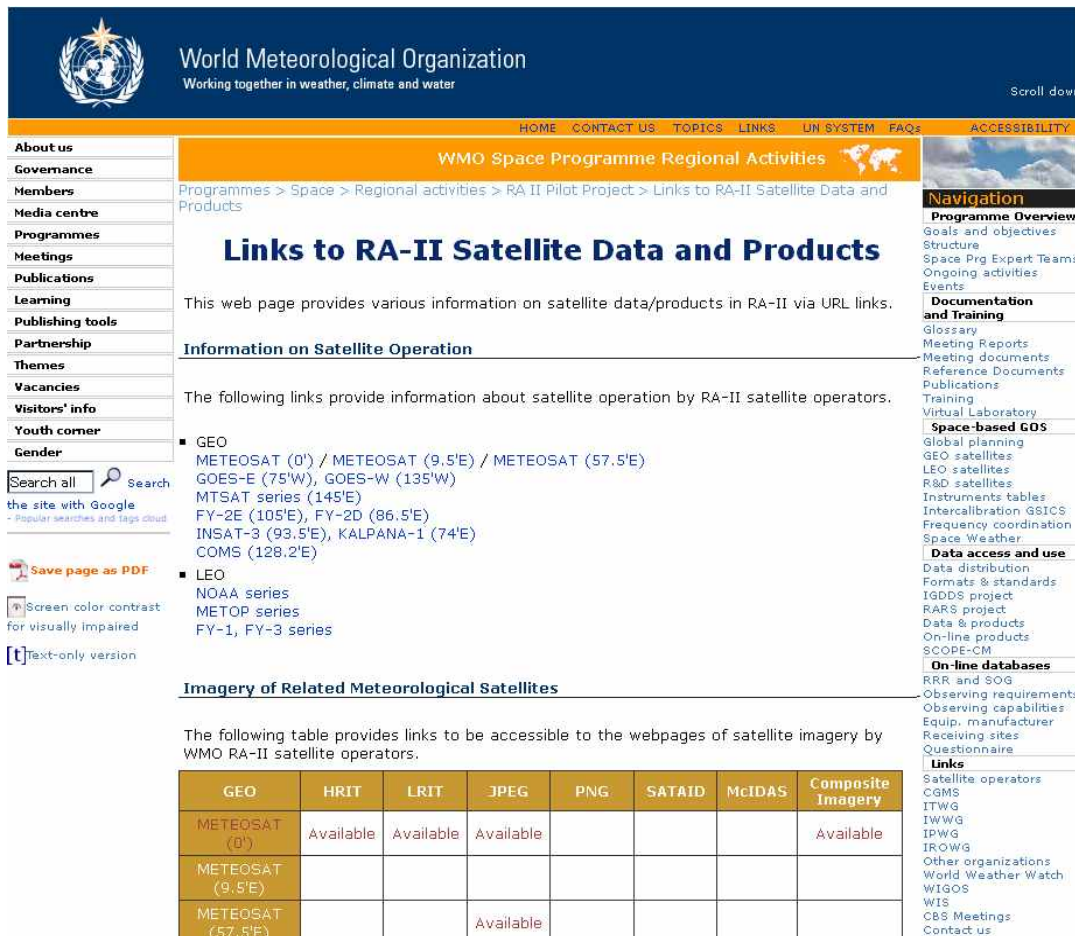 World Meteorological Organization
Working together in weather, climate and water
Scroll dow
HOME CONTACT US TOPICS LINKS UN SYSTEM FAQs ACCESSIBILITY
About us
Governance
Members
Media centre
Programmes
Meetings
Publications
Learning
Publishing tools
Partnership
Themes
Vacancies
Visitors' info
Youth corner
Gender
Search all Search
the site with Google
- Popular searches and tags cloud
Save page as PDF
Screen color contrast
for visually impaired
[t]Text-only version
WMO Space Programme Regional Activities
Programmes > Space > Regional activities > RA II Pilot Project > Links to RA-II Satellite Data and
Products
Links to RA-II Satellite Data and Products
This web page provides various information on satellite data/products in RA-II via URL links.
Information on Satellite Operation
The following links provide information about satellite operation by RA-II satellite operators.
▪ GEO
METEOSAT (0') / METEOSAT (9.5'E) / METEOSAT (57.5'E)
GOES-E (75'W), GOES-W (135'W)
MTSAT series (145'E)
FY-2E (105'E), FY-2D (86.5'E)
INSAT-3 (93.5'E), KALPANA-1 (74'E)
COMS (128.2'E)
▪ LEO
NOAA series
METOP series
FY-1, FY-3 series
Imagery of Related Meteorological Satellites
The following table provides links to be accessible to the webpages of satellite imagery by
WMO RA-II satellite operators.
GEO HRIT LRIT JPEG PNG SATAID McIDAS Composite
Imagery
METEOSAT
(0') Available Available Available Available
METEOSAT
(9.5'E)
METEOSAT
(57.5'E) Available
Navigation
Programme Overview
Goals and objectives
Structure
Space Prg Expert Teams
Ongoing activities
Events
Documentation
and Training
Glossary
Meeting Reports
Meeting documents
Reference Documents
Publications
Training
Virtual Laboratory
Space-based GOS
Global planning
GEO satellites
LEO satellites
R&D satellites
Instruments tables
Intercalibration GSICS
Frequency coordination
Space Weather
Data access and use
Data distribution
Formats & standards
IGDDS project
RARS project
Data & products
On-line products
SCOPE-CM
On-line databases
RRR and SOG
Observing requirements
Observing capabilities
Equip. manufacturer
Receiving sites
Questionnaire
Links
Satellite operators
CGMS
ITWG
IWWG
IPWG
IROWG
Other organizations
World Weather Watch
WIGOS
WIS
CBS Meetings
Contact us